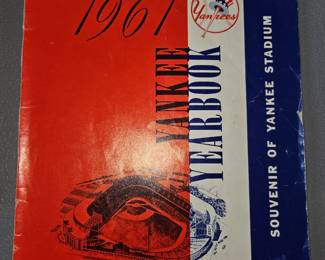 1961
Yankees
YANKEE
YEARBOOK
SOUVENIR OF YANKEE STADIUM